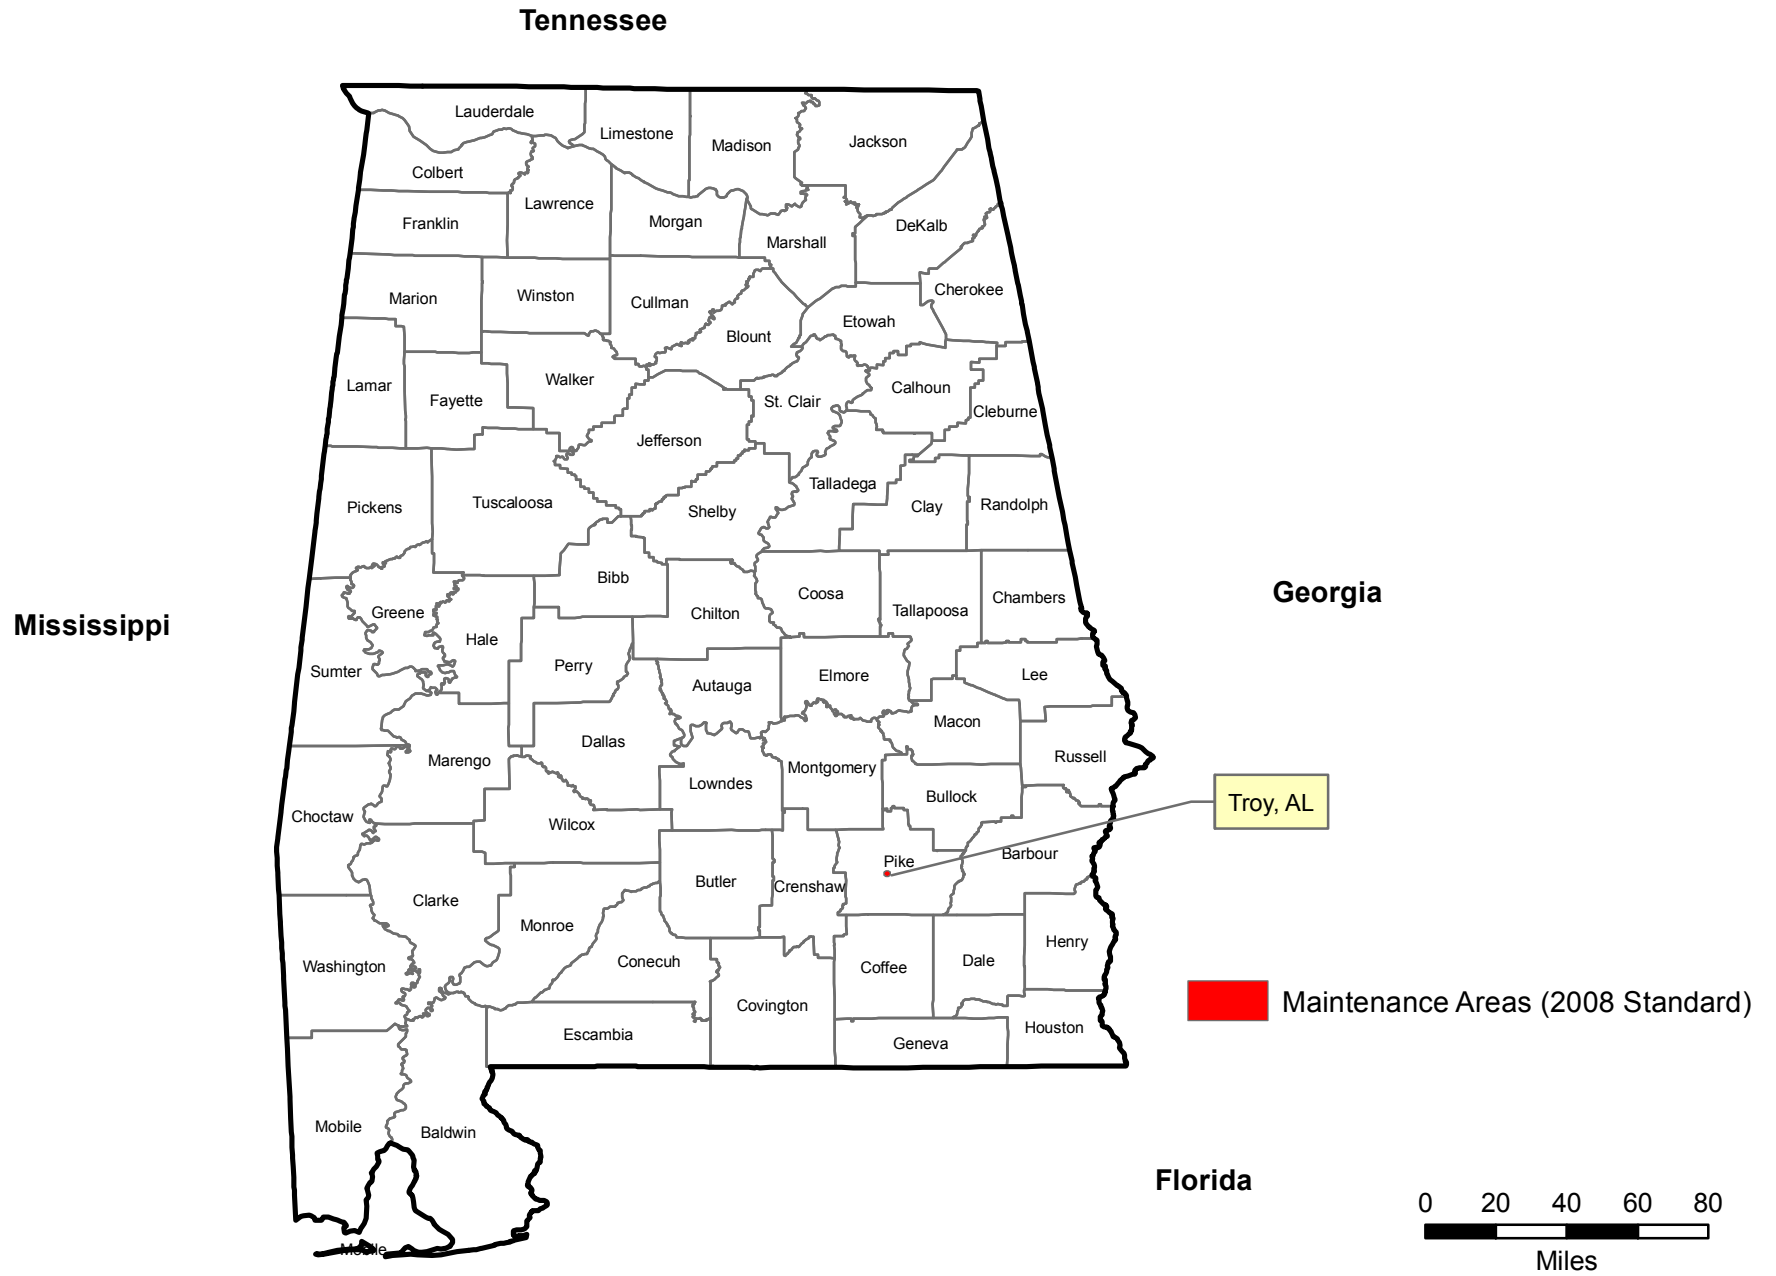 Tennessee
Lauderdale
Limestone
Madison
Jackson
Colbert
Lawrence
Franklin
Morgan
DeKalb
Marshall
Cherokee
Marion
Winston
Cullman
Etowah
Blount
Walker
Lamar
Calhoun
Fayette
St. Clair
Cleburne
Jefferson
Talladega
Pickens
Tuscaloosa
Shelby
Clay
Randolph
Bibb
Coosa
Georgia
Chambers
Greene
Chilton
Tallapoosa
Mississippi
Hale
Perry
Sumter
Elmore
Lee
Autauga
Macon
Dallas
Marengo
Montgomery
Russell
Lowndes
Bullock
Troy, AL
Choctaw
Wilcox
Pike
Barbour
Butler
Crenshaw
Clarke
Monroe
Henry
Washington
Conecuh
Coffee
Dale
Covington
Maintenance Areas (2008 Standard)
Escambia
Geneva
Houston
Mobile
Baldwin
Florida
0 20 40 60 80
Miles
Mobile